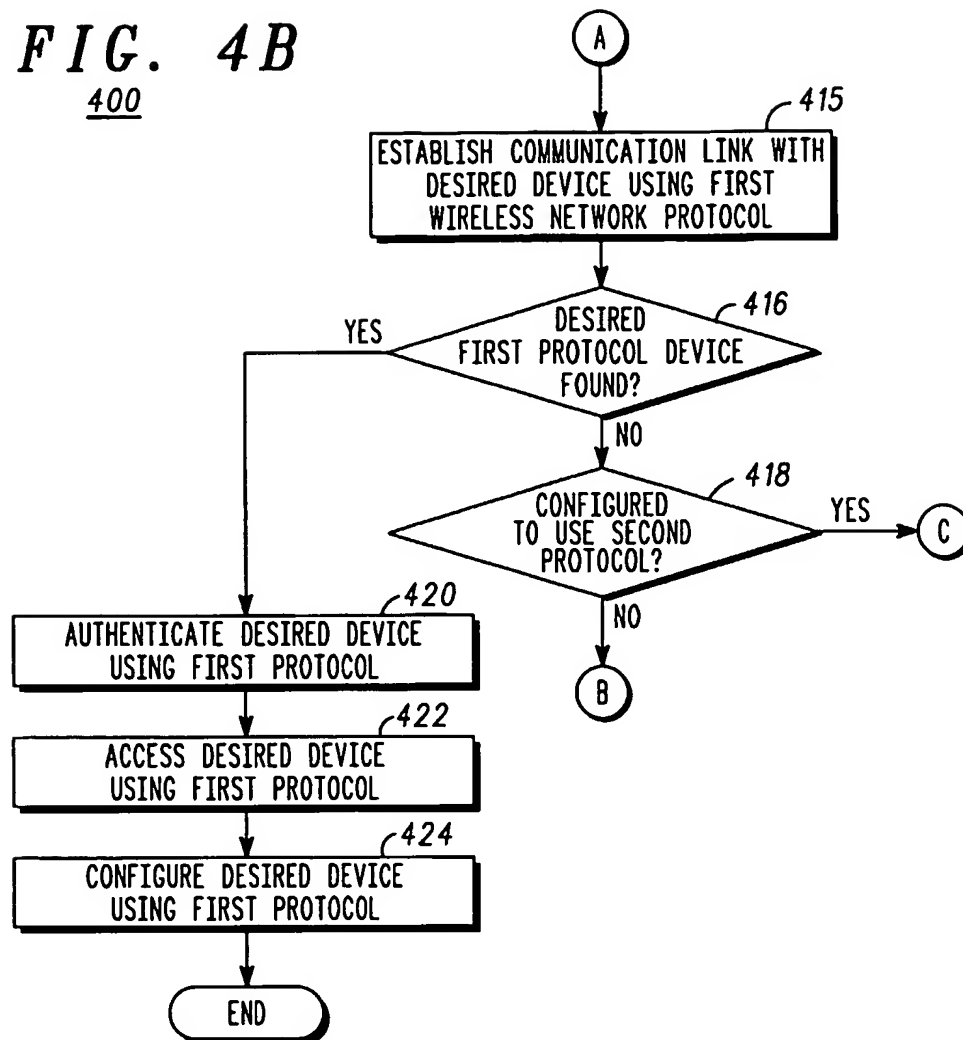 FIG. 4B
400
A
415
ESTABLISH COMMUNICATION LINK WITH
DESIRED DEVICE USING FIRST
WIRELESS NETWORK PROTOCOL
416
DESIRED
FIRST PROTOCOL DEVICE
FOUND?
YES
NO
418
CONFIGURED
TO USE SECOND
PROTOCOL?
YES
C
NO
B
420
AUTHENTICATE DESIRED DEVICE
USING FIRST PROTOCOL
422
ACCESS DESIRED DEVICE
USING FIRST PROTOCOL
424
CONFIGURE DESIRED DEVICE
USING FIRST PROTOCOL
END